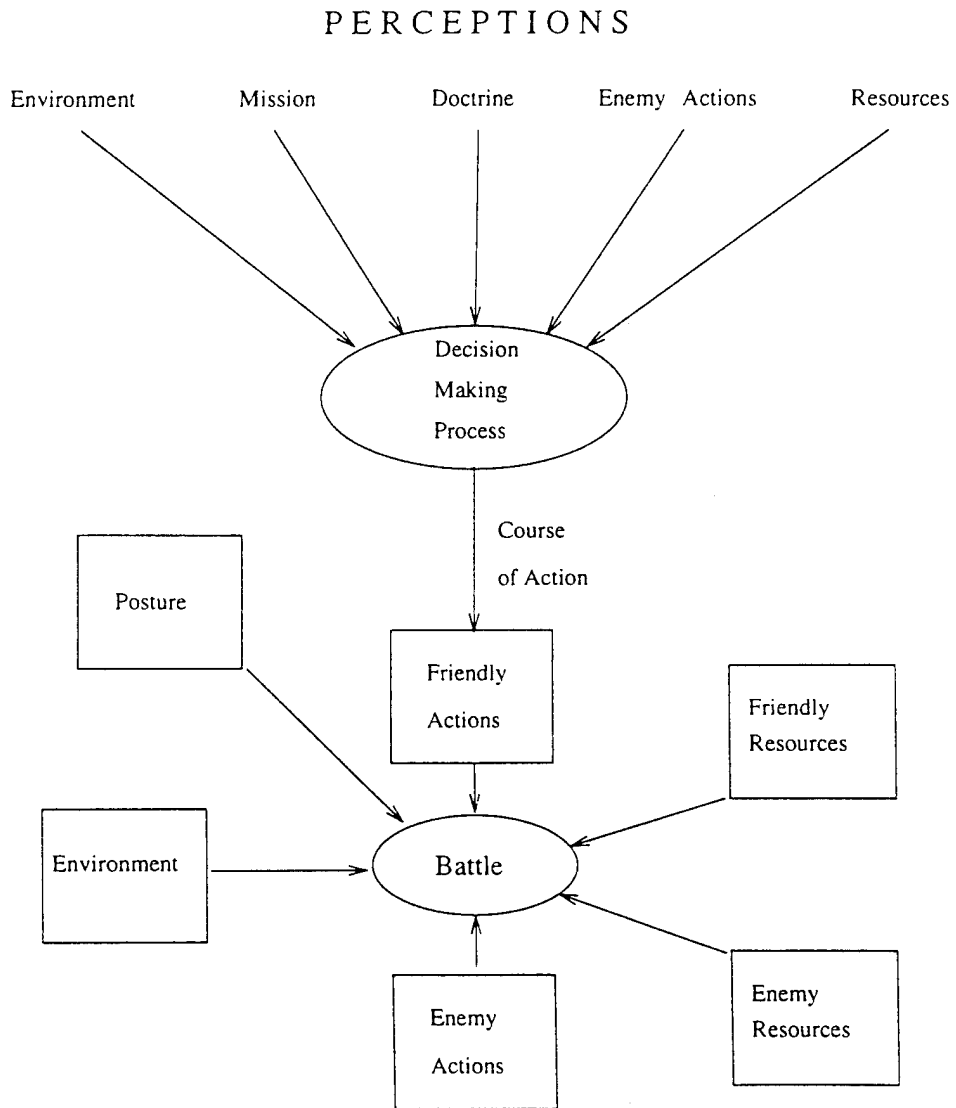 PERCEPTIONS
Environment Mission Doctrine Enemy Actions Resources
Decision
Making
Process
Course
of Action
Posture
Friendly
Actions
Friendly
Resources
Environment
Battle
Enemy
Actions
Enemy
Resources